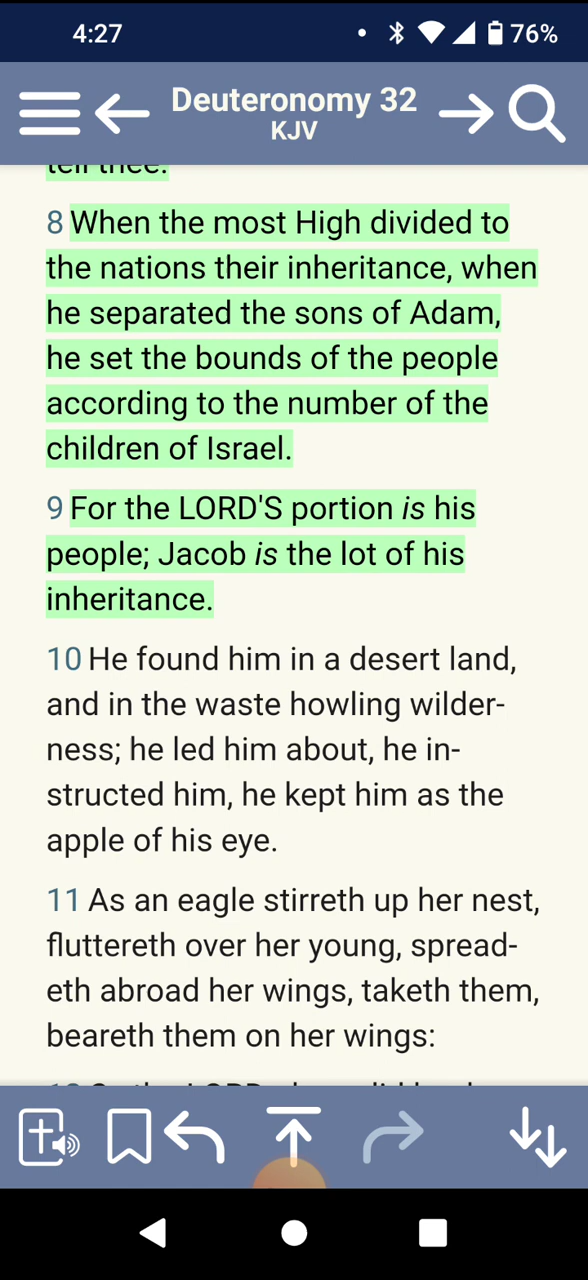 4:27 76%
Deuteronomy 32
KJV
tell thee.
8 When the most High divided to
the nations their inheritance, when
he separated the sons of Adam,
he set the bounds of the people
according to the number of the
children of Israel.
9 For the LORD'S portion is his
people; Jacob is the lot of his
inheritance.
10 He found him in a desert land,
and in the waste howling wilder-
ness; he led him about, he in-
structed him, he kept him as the
apple of his eye.
11 As an eagle stirreth up her nest,
fluttereth over her young, spread-
eth abroad her wings, taketh them,
beareth them on her wings: